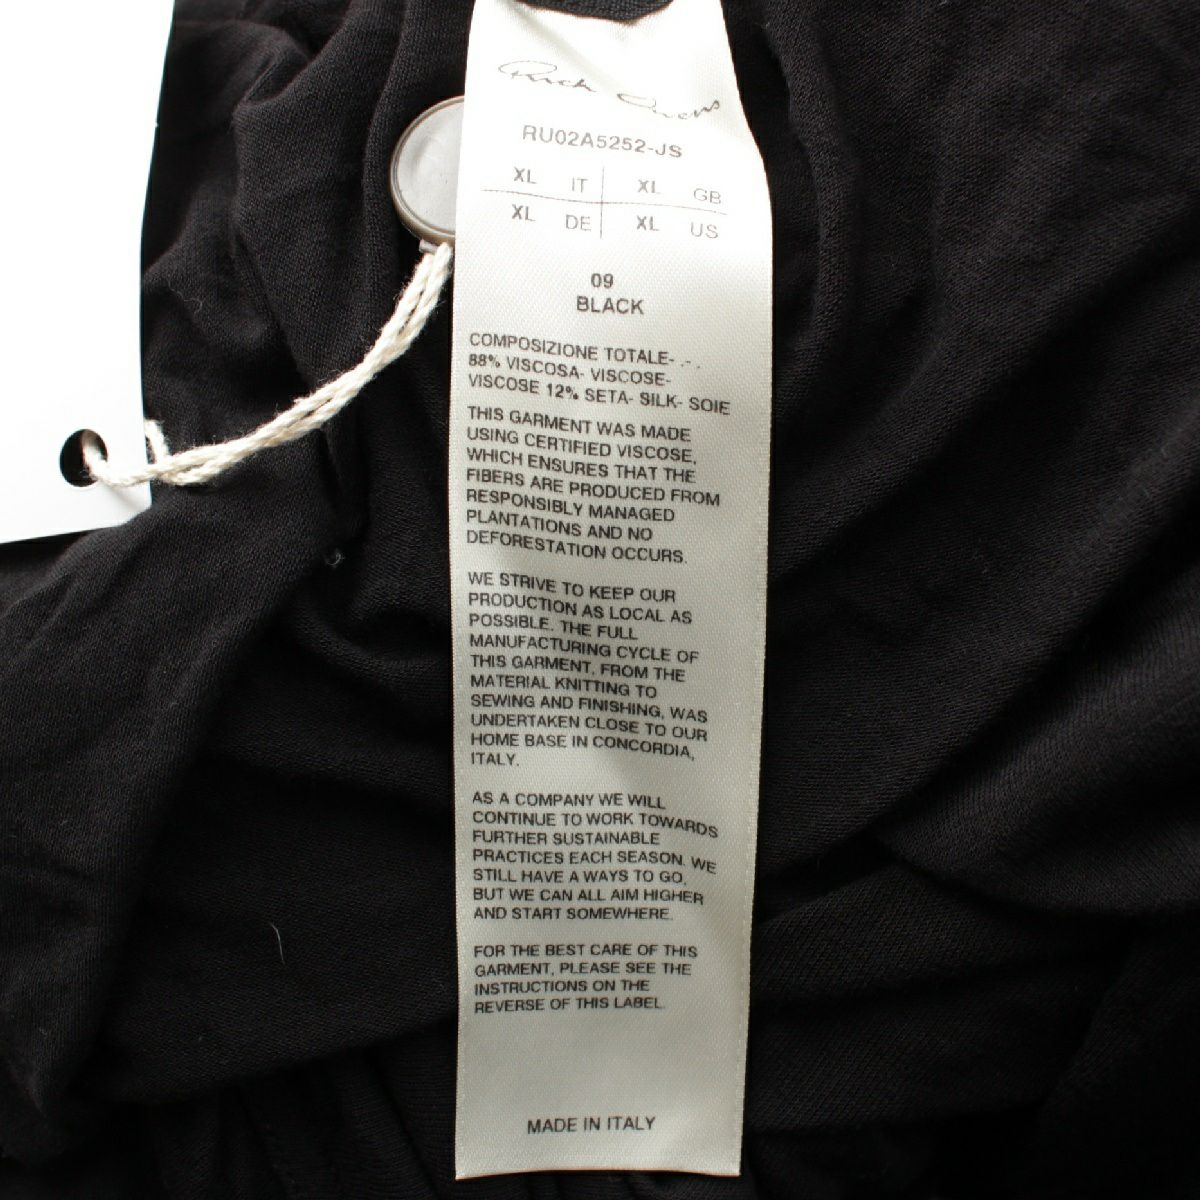 Rick Owens
RU02A5252-JS
XL IT XL GB
XL DE XL US
09
BLACK
COMPOSIZIONE TOTALE- - -
88% VISCOSA- VISCOSE-
VISCOSE 12% SETA- SILK- SOIE
THIS GARMENT WAS MADE
USING CERTIFIED VISCOSE,
WHICH ENSURES THAT THE
FIBERS ARE PRODUCED FROM
RESPONSIBLY MANAGED
PLANTATIONS AND NO
DEFORESTATION OCCURS.
WE STRIVE TO KEEP OUR
PRODUCTION AS LOCAL AS
POSSIBLE. THE FULL
MANUFACTURING CYCLE OF
THIS GARMENT, FROM THE
MATERIAL KNITTING TO
SEWING AND FINISHING, WAS
UNDERTAKEN CLOSE TO OUR
HOME BASE IN CONCORDIA,
ITALY.
AS A COMPANY WE WILL
CONTINUE TO WORK TOWARDS
FURTHER SUSTAINABLE
PRACTICES EACH SEASON. WE
STILL HAVE A WAYS TO GO,
BUT WE CAN ALL AIM HIGHER
AND START SOMEWHERE.
FOR THE BEST CARE OF THIS
GARMENT, PLEASE SEE THE
INSTRUCTIONS ON THE
REVERSE OF THIS LABEL.
MADE IN ITALY